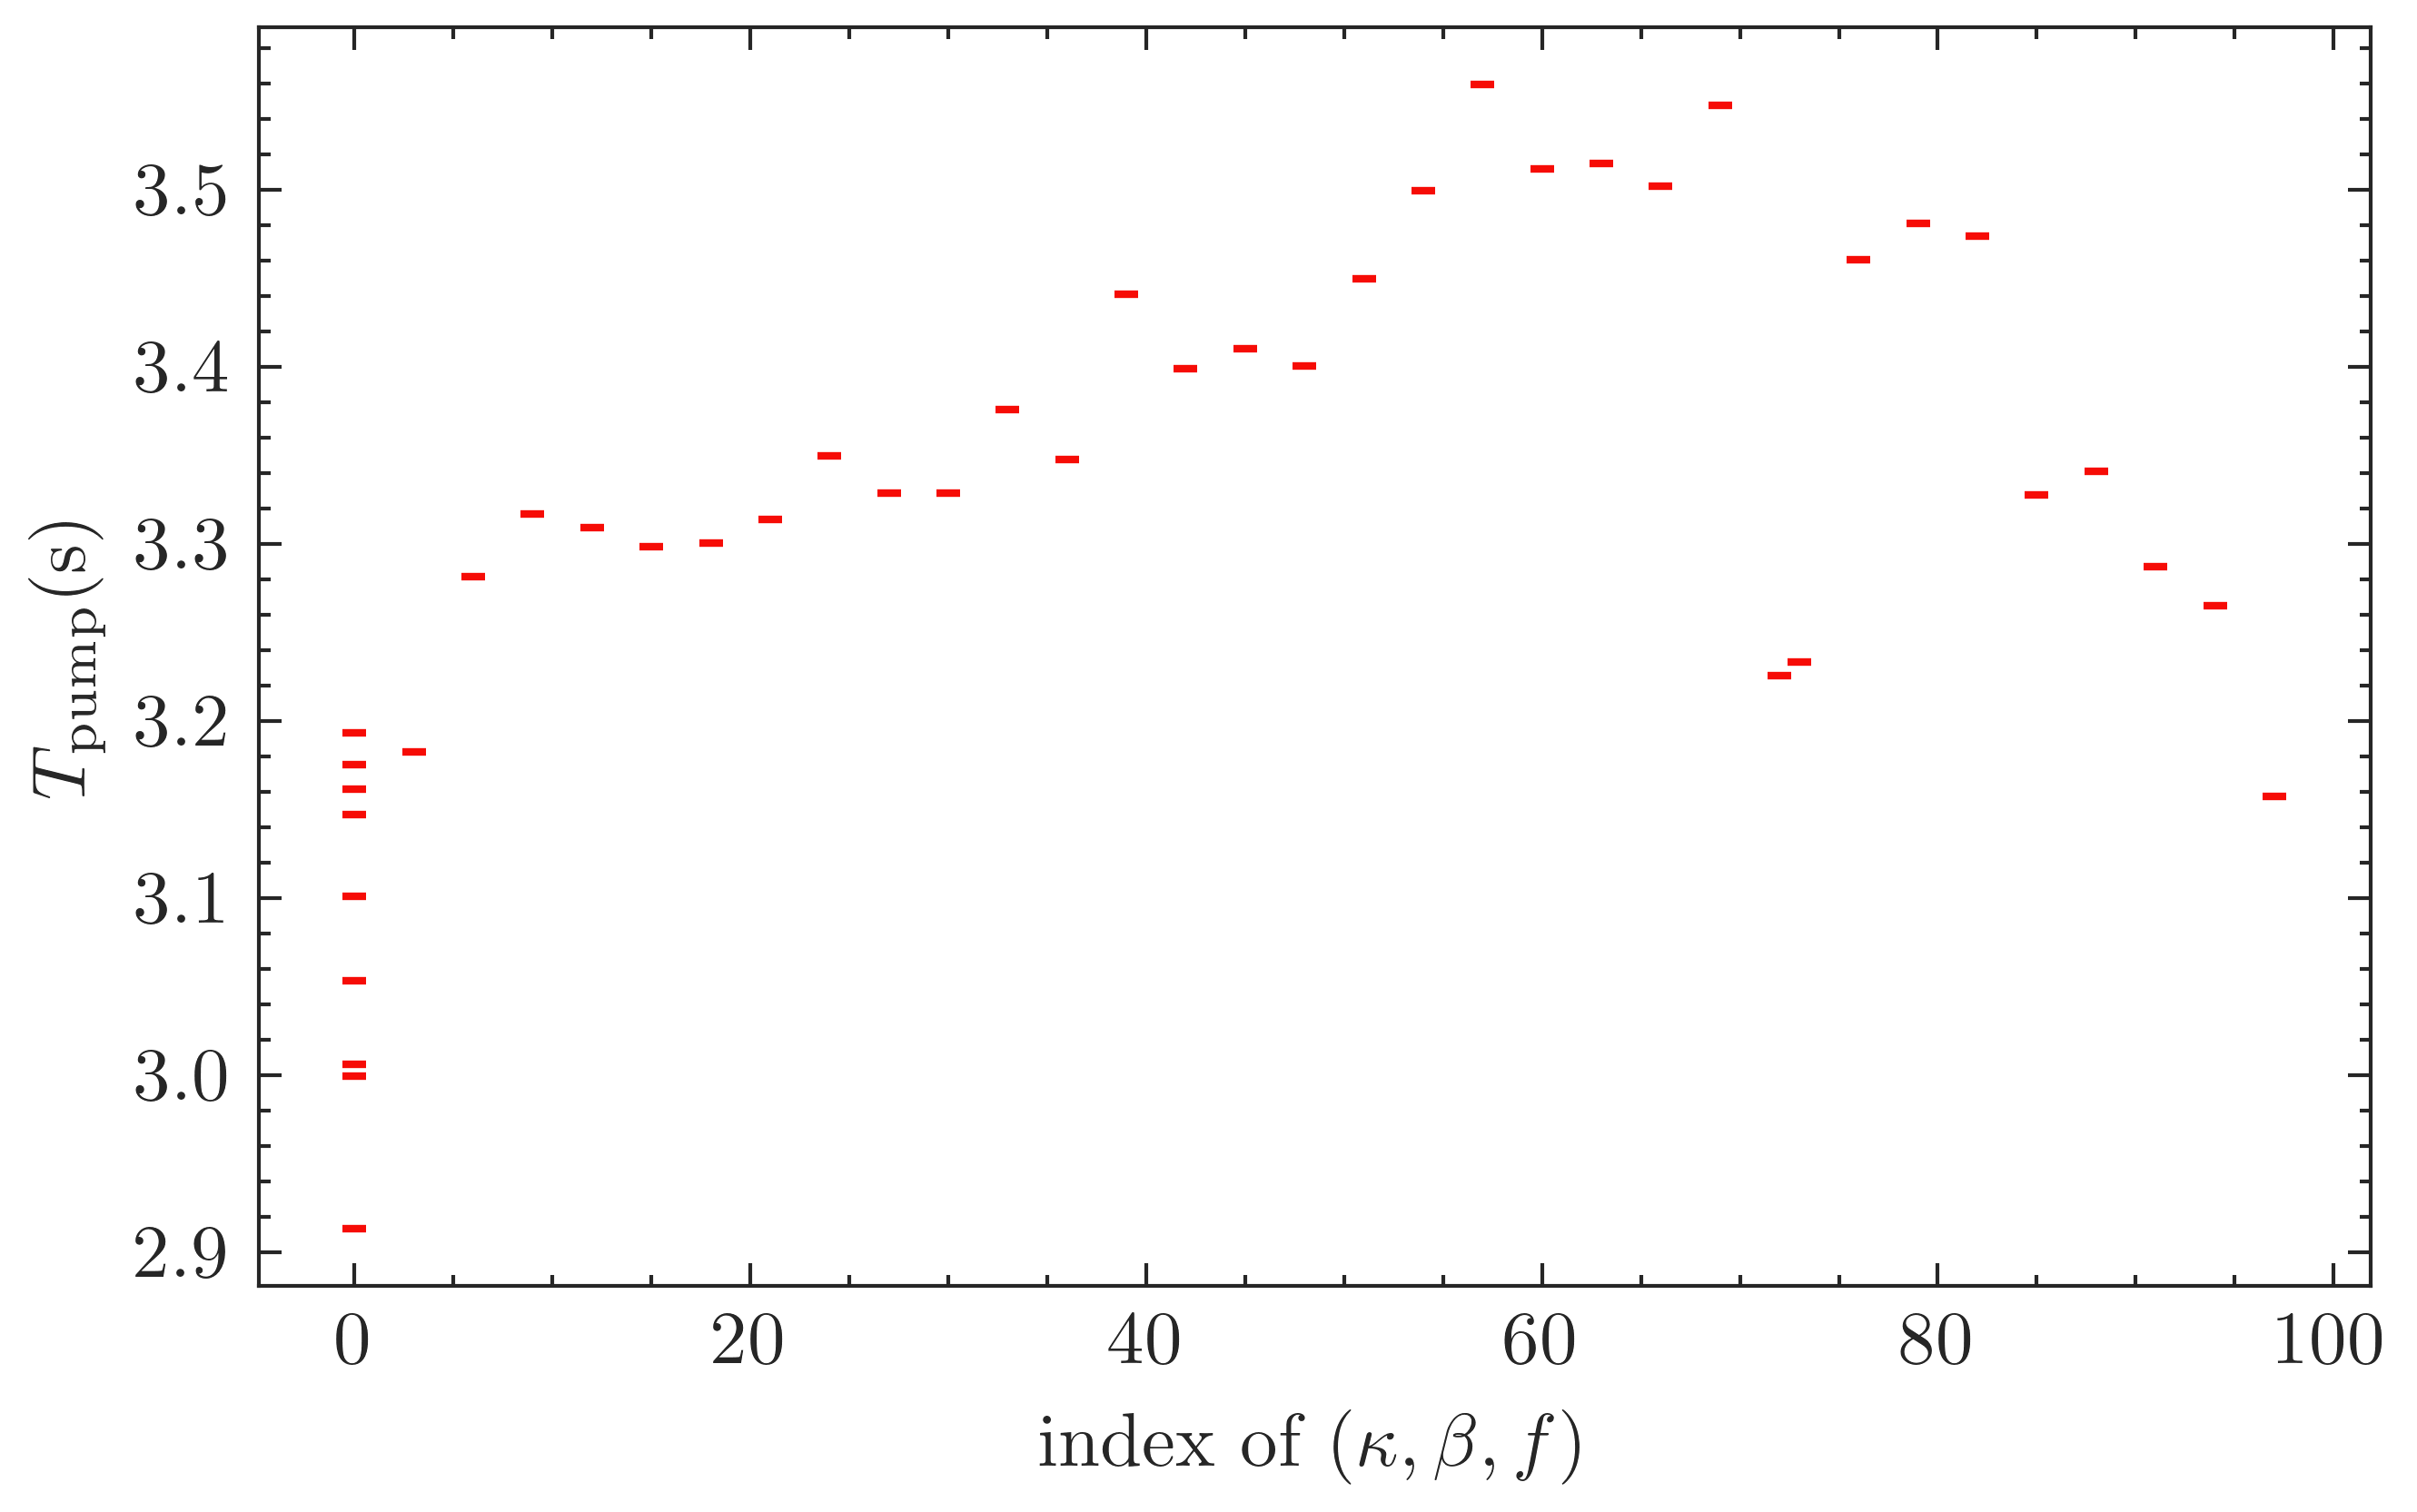 3.5
3.4
3.3
3.2
3.1
3.0
2.9
T_pump(s)
0 20 40 60 80 100
index of (κ, β, f)